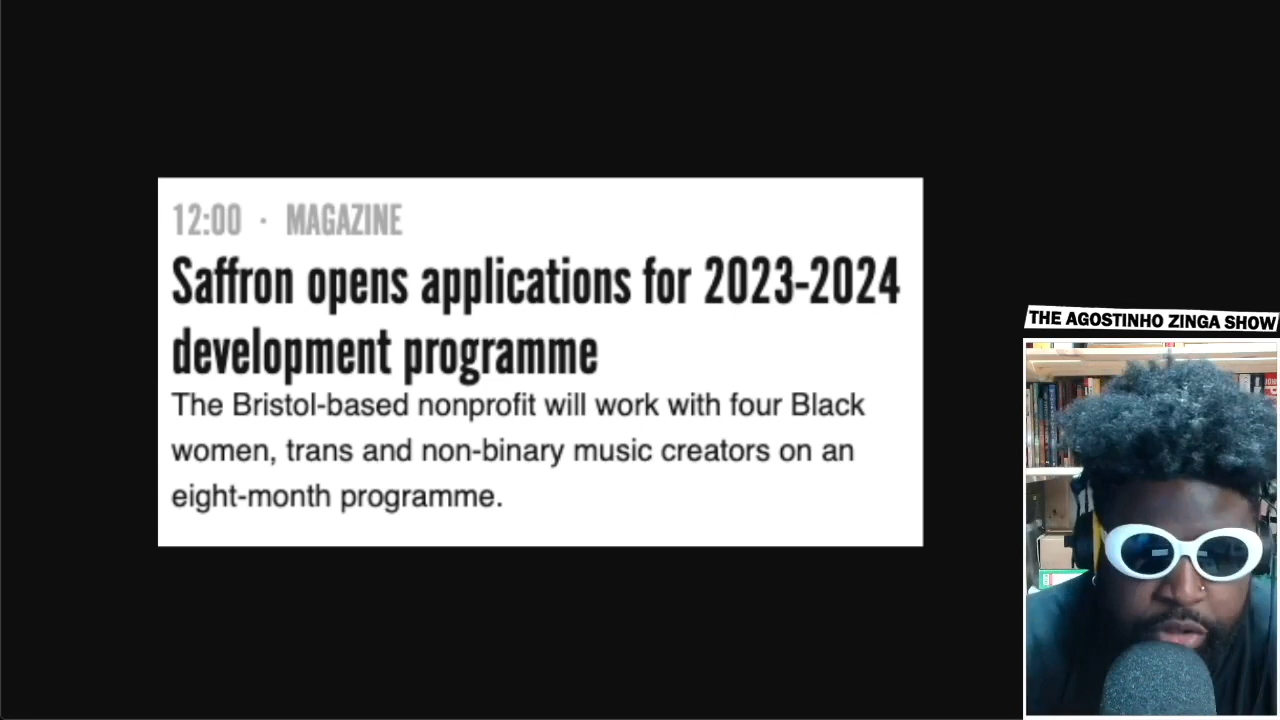 12:00 · MAGAZINE
Saffron opens applications for 2023-2024
development programme
The Bristol-based nonprofit will work with four Black
women, trans and non-binary music creators on an
eight-month programme.
THE AGOSTINHO ZINGA SHOW